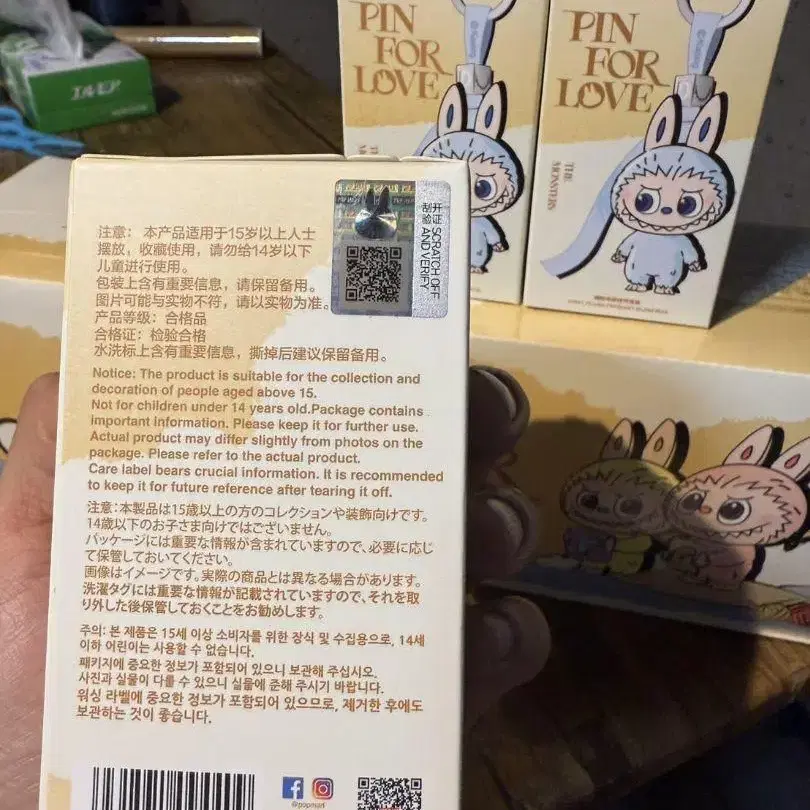 エルモア
PIN
FOR
LOVE
PIN
FOR
LOVE
THE
MONSTERS
开证
刮验
SCRATCH OFF
AND VERIFY
注意: 本产品适用于15岁以上人士
摆放,收藏使用,请勿给14岁以下
儿童进行使用。
包装上含有重要信息,请保留备用。
图片可能与实物不符,请以实物为准。
产品等级:合格品
合格证:检验合格
水洗标上含有重要信息,撕掉后建议保留备用。
Notice: The product is suitable for the collection and
decoration of people aged above 15.
Not for children under 14 years old.Package contains
important information. Please keep it for further use.
Actual product may differ slightly from photos on the
package. Please refer to the actual product.
Care label bears crucial information. It is recommended
to keep it for future reference after tearing it off.
注意:本製品は15歳以上の方のコレクションや装飾向けです。
14歳以下のお子さま向けではございません。
パッケージには重要な情報が含まれていますので、必要に応じ
て保管しておいてください。
画像はイメージです。実際の商品とは異なる場合があります。
洗濯タグには重要な情報が記載されていますので、それを取
り外した後保管しておくことをお勧めします。
주의: 본 제품은 15세 이상 소비자를 위한 장식 및 수집용으로, 14세
이하 어린이는 사용할 수 없습니다.
패키지에 중요한 정보가 포함되어 있으니 보관해 주십시오.
사진과 실물이 다를 수 있으니 실물에 준해 주시기 바랍니다.
워싱 라벨에 중요한 정보가 포함되어 있으므로, 제거한 후에도
보관하는 것이 좋습니다.
@popmart